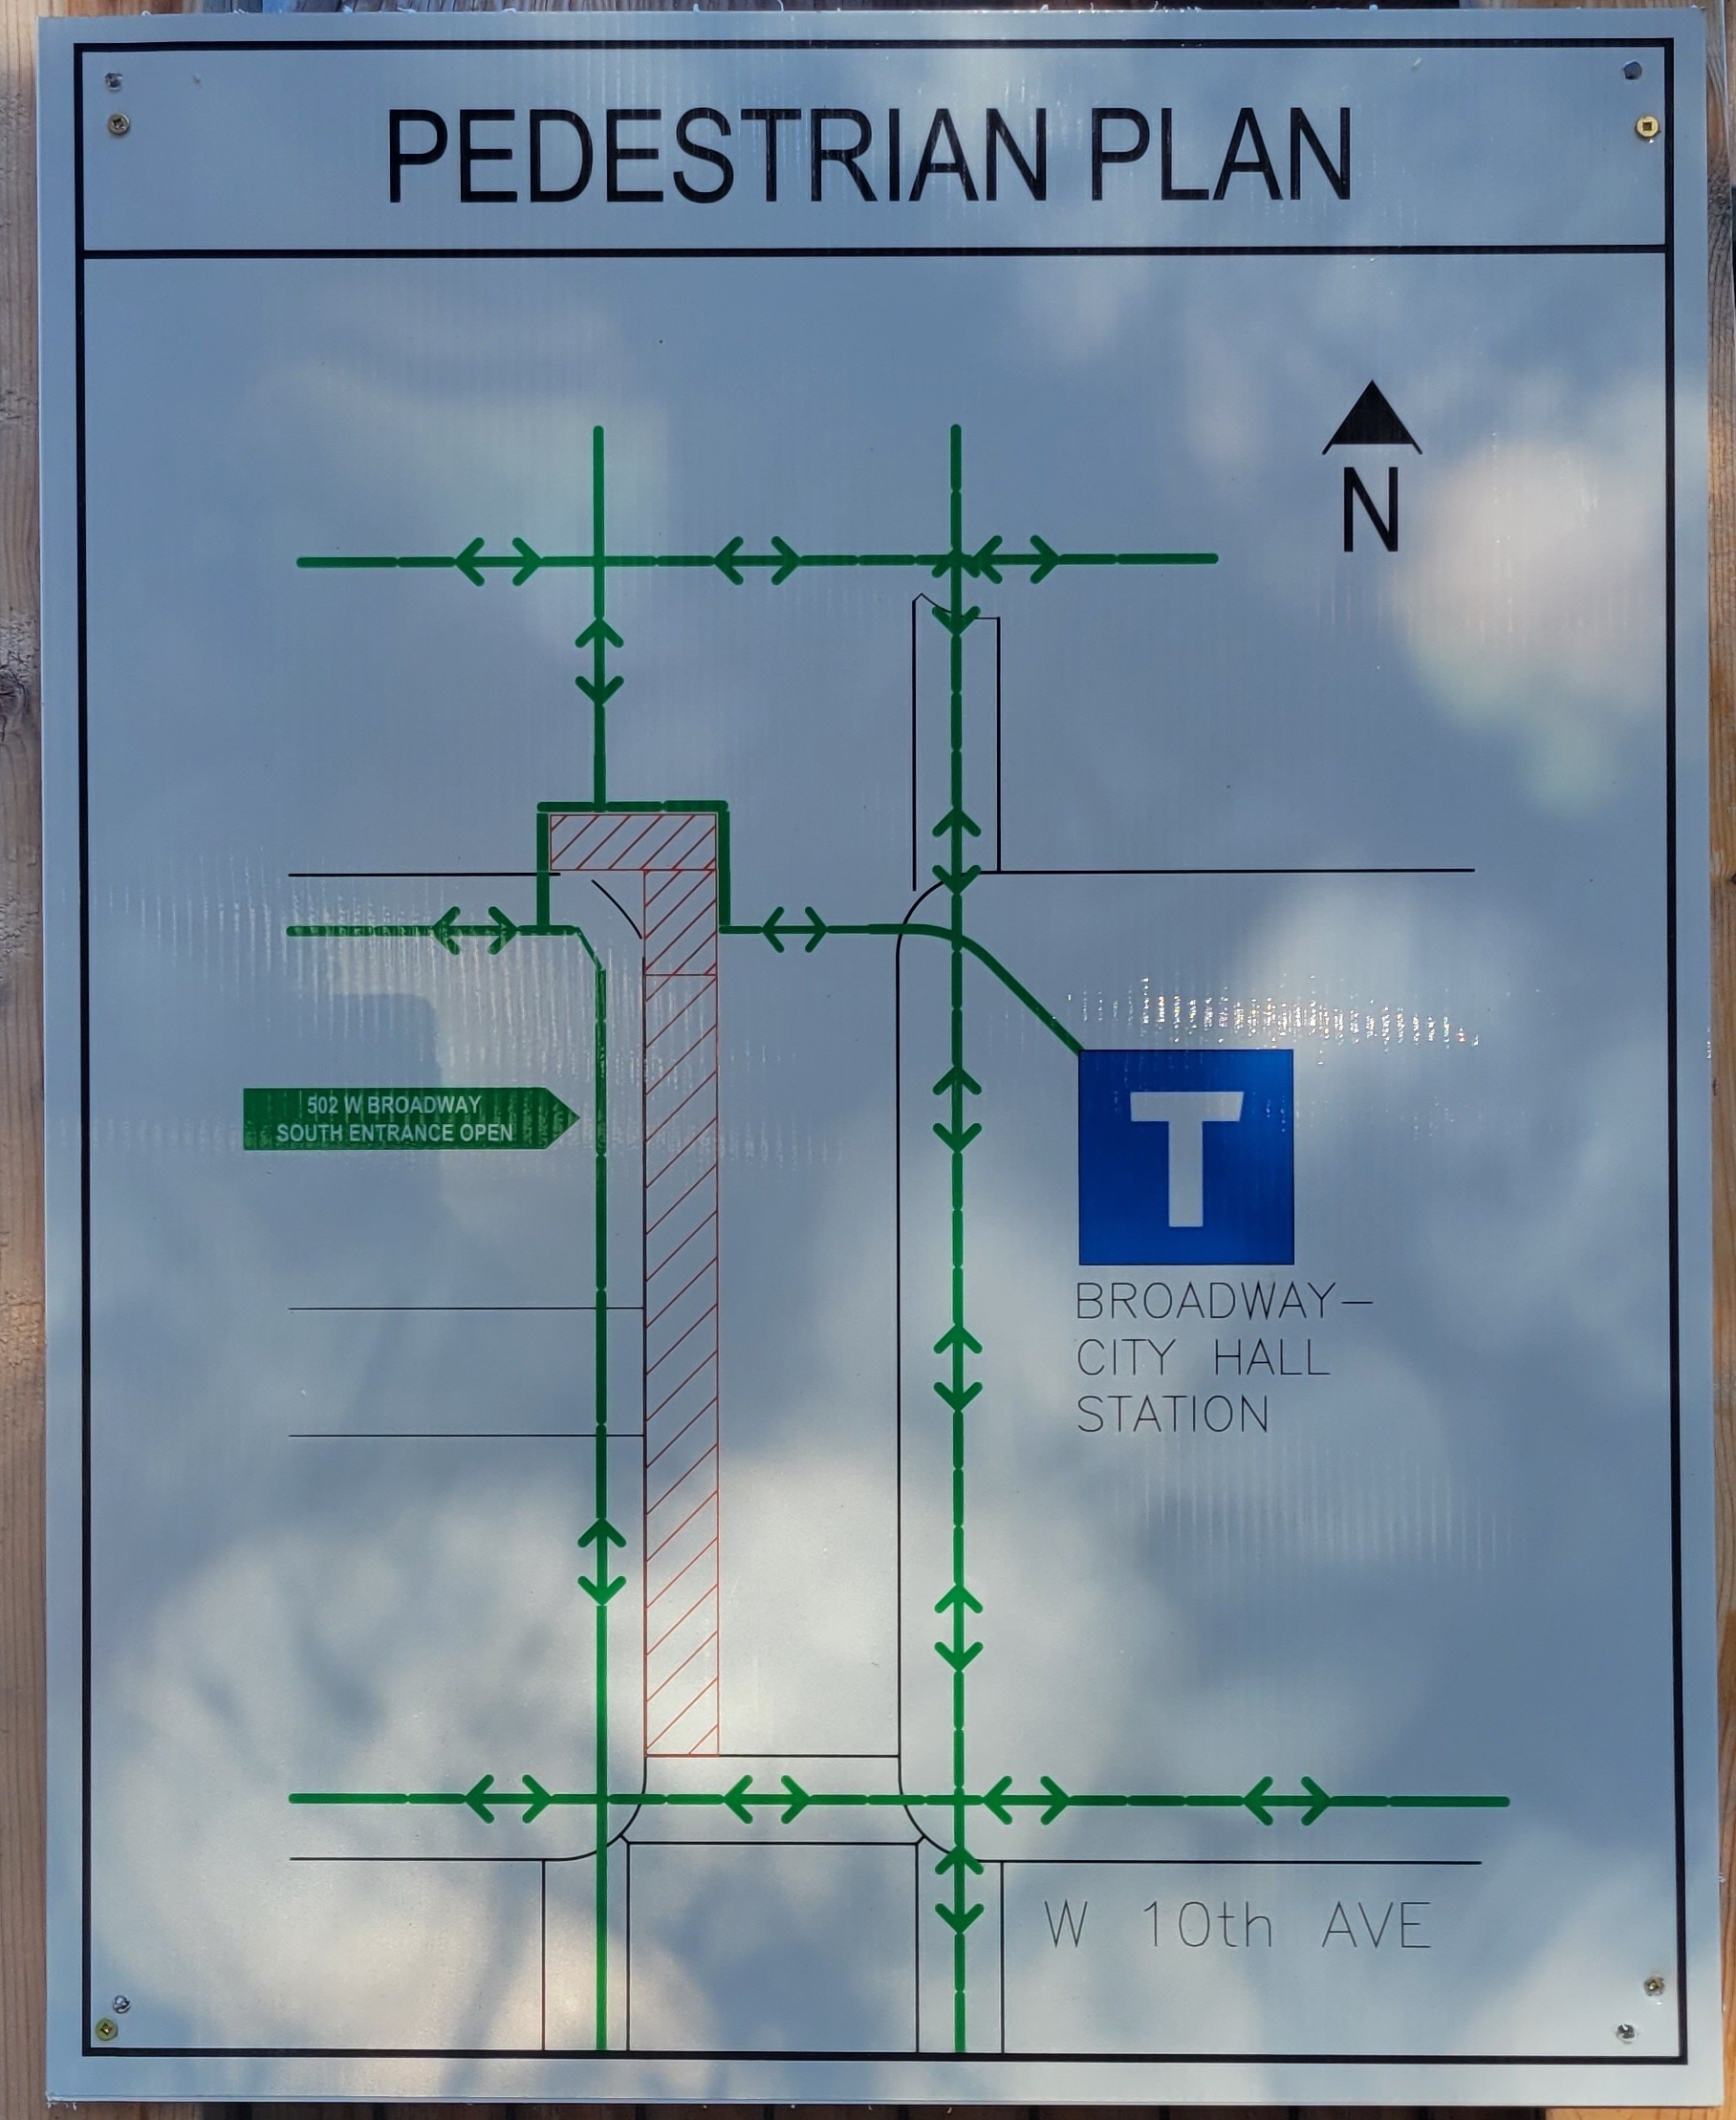 PEDESTRIAN PLAN
N
502 W BROADWAY
SOUTH ENTRANCE OPEN
T
BROADWAY–
CITY HALL
STATION
W 10th AVE